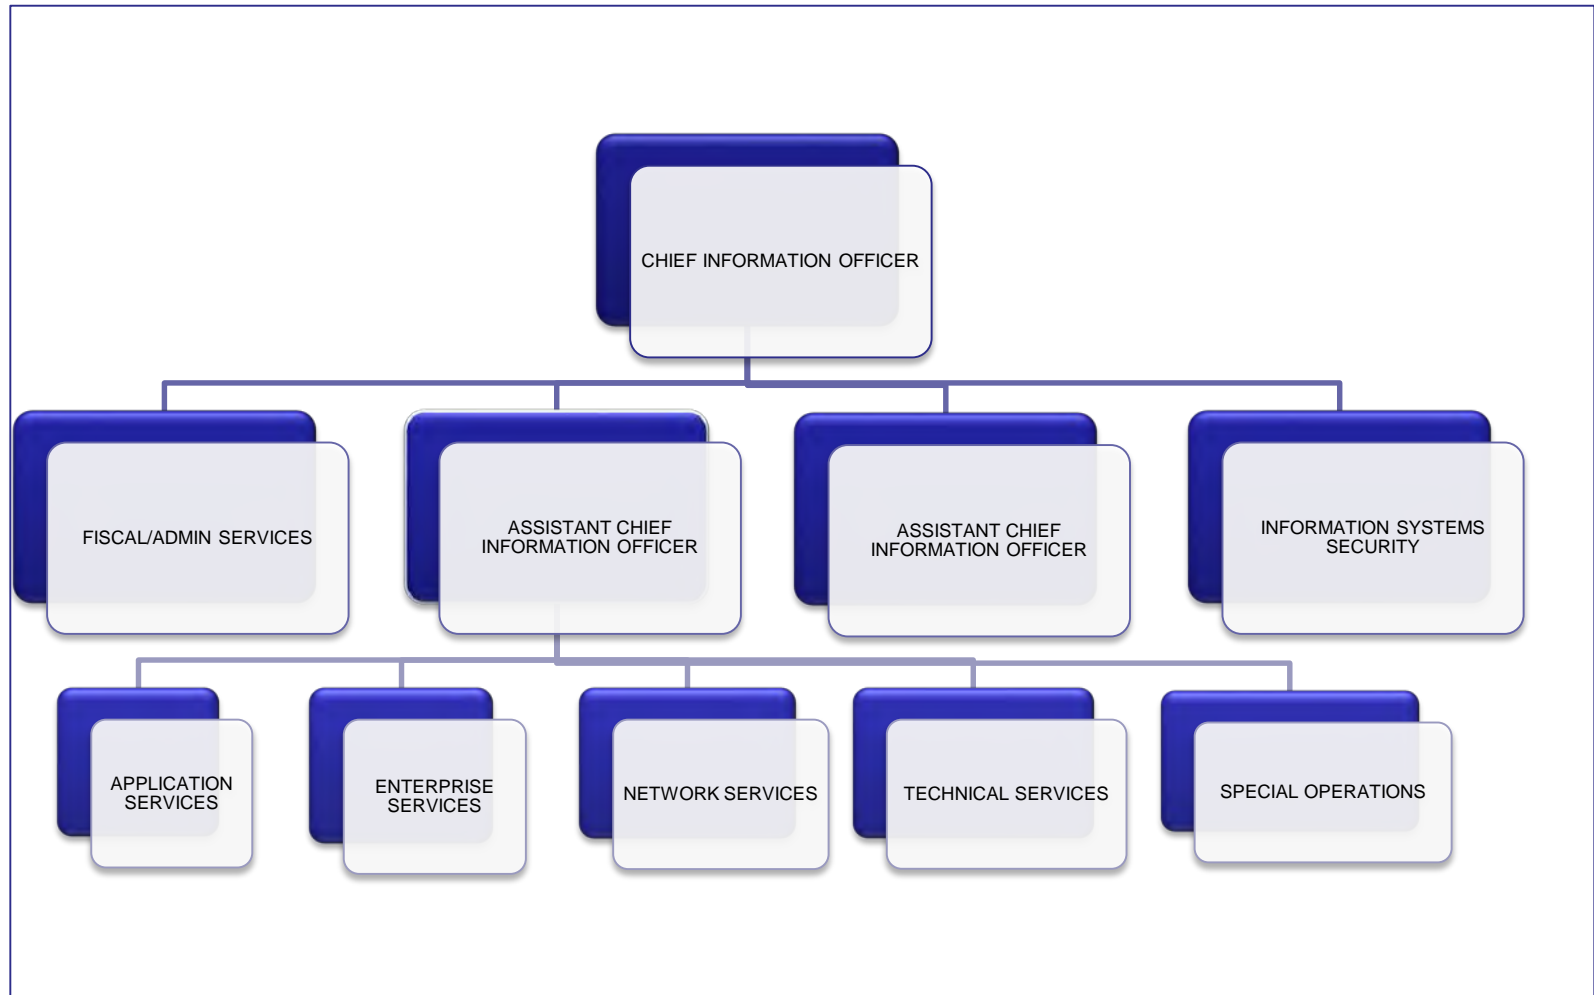 CHIEF INFORMATION OFFICER
FISCAL/ADMIN SERVICES
ASSISTANT CHIEF
INFORMATION OFFICER
ASSISTANT CHIEF
INFORMATION OFFICER
INFORMATION SYSTEMS
SECURITY
APPLICATION
SERVICES
ENTERPRISE
SERVICES
NETWORK SERVICES
TECHNICAL SERVICES
SPECIAL OPERATIONS